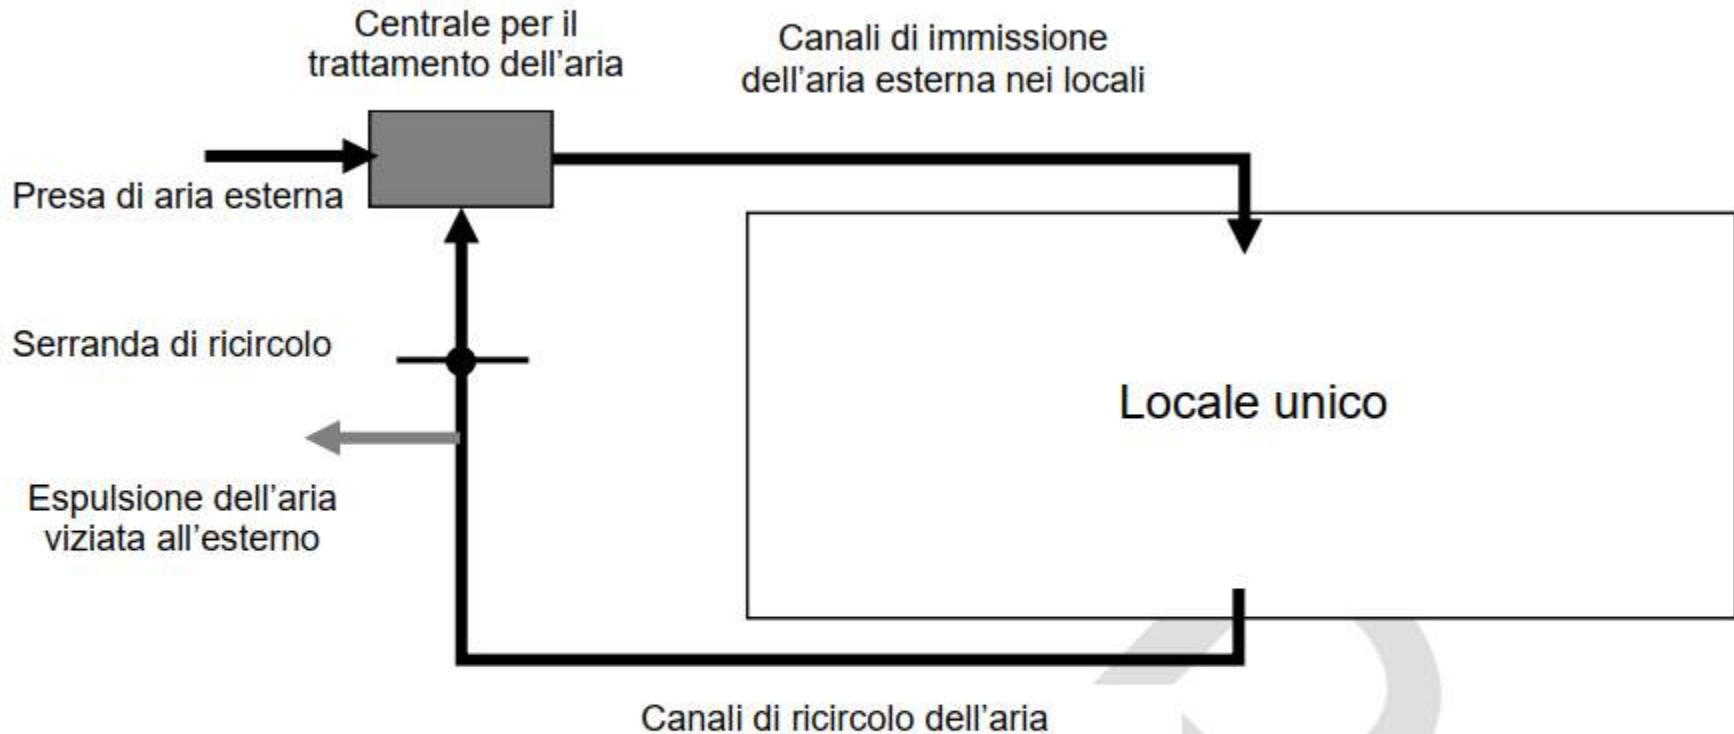 Centrale per il
trattamento dell’aria
Canali di immissione
dell’aria esterna nei locali
Presa di aria esterna
Serranda di ricircolo
Locale unico
Espulsione dell’aria
viziata all’esterno
Canali di ricircolo dell’aria